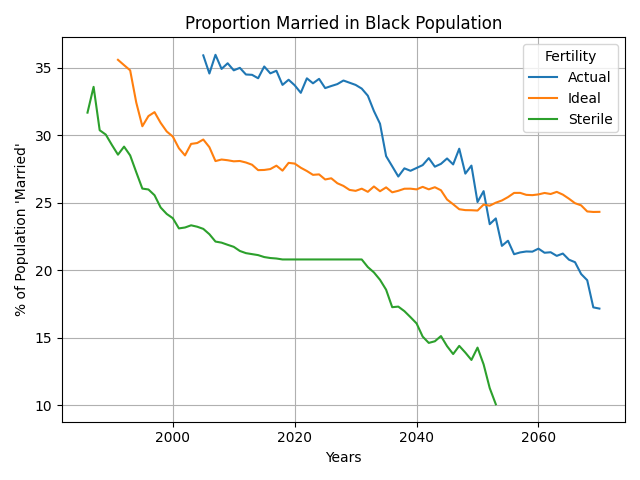 Proportion Married in Black Population
% of Population 'Married'
35
30
25
20
15
10
2000
2020
2040
2060
Years
Fertility
Actual
Ideal
Sterile